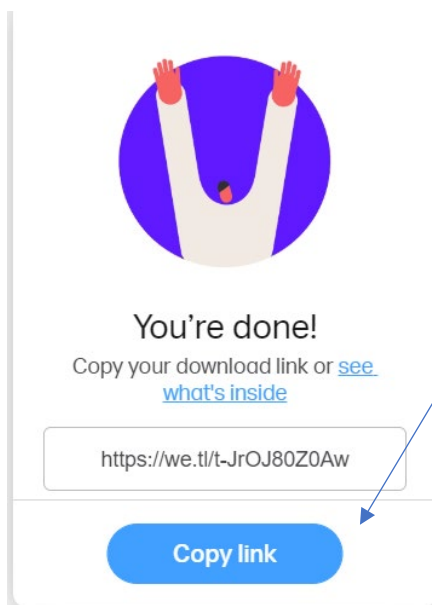 You're done!
Copy your download link or see
what's inside
https://we.tl/t-JrOJ80Z0Aw
Copy link